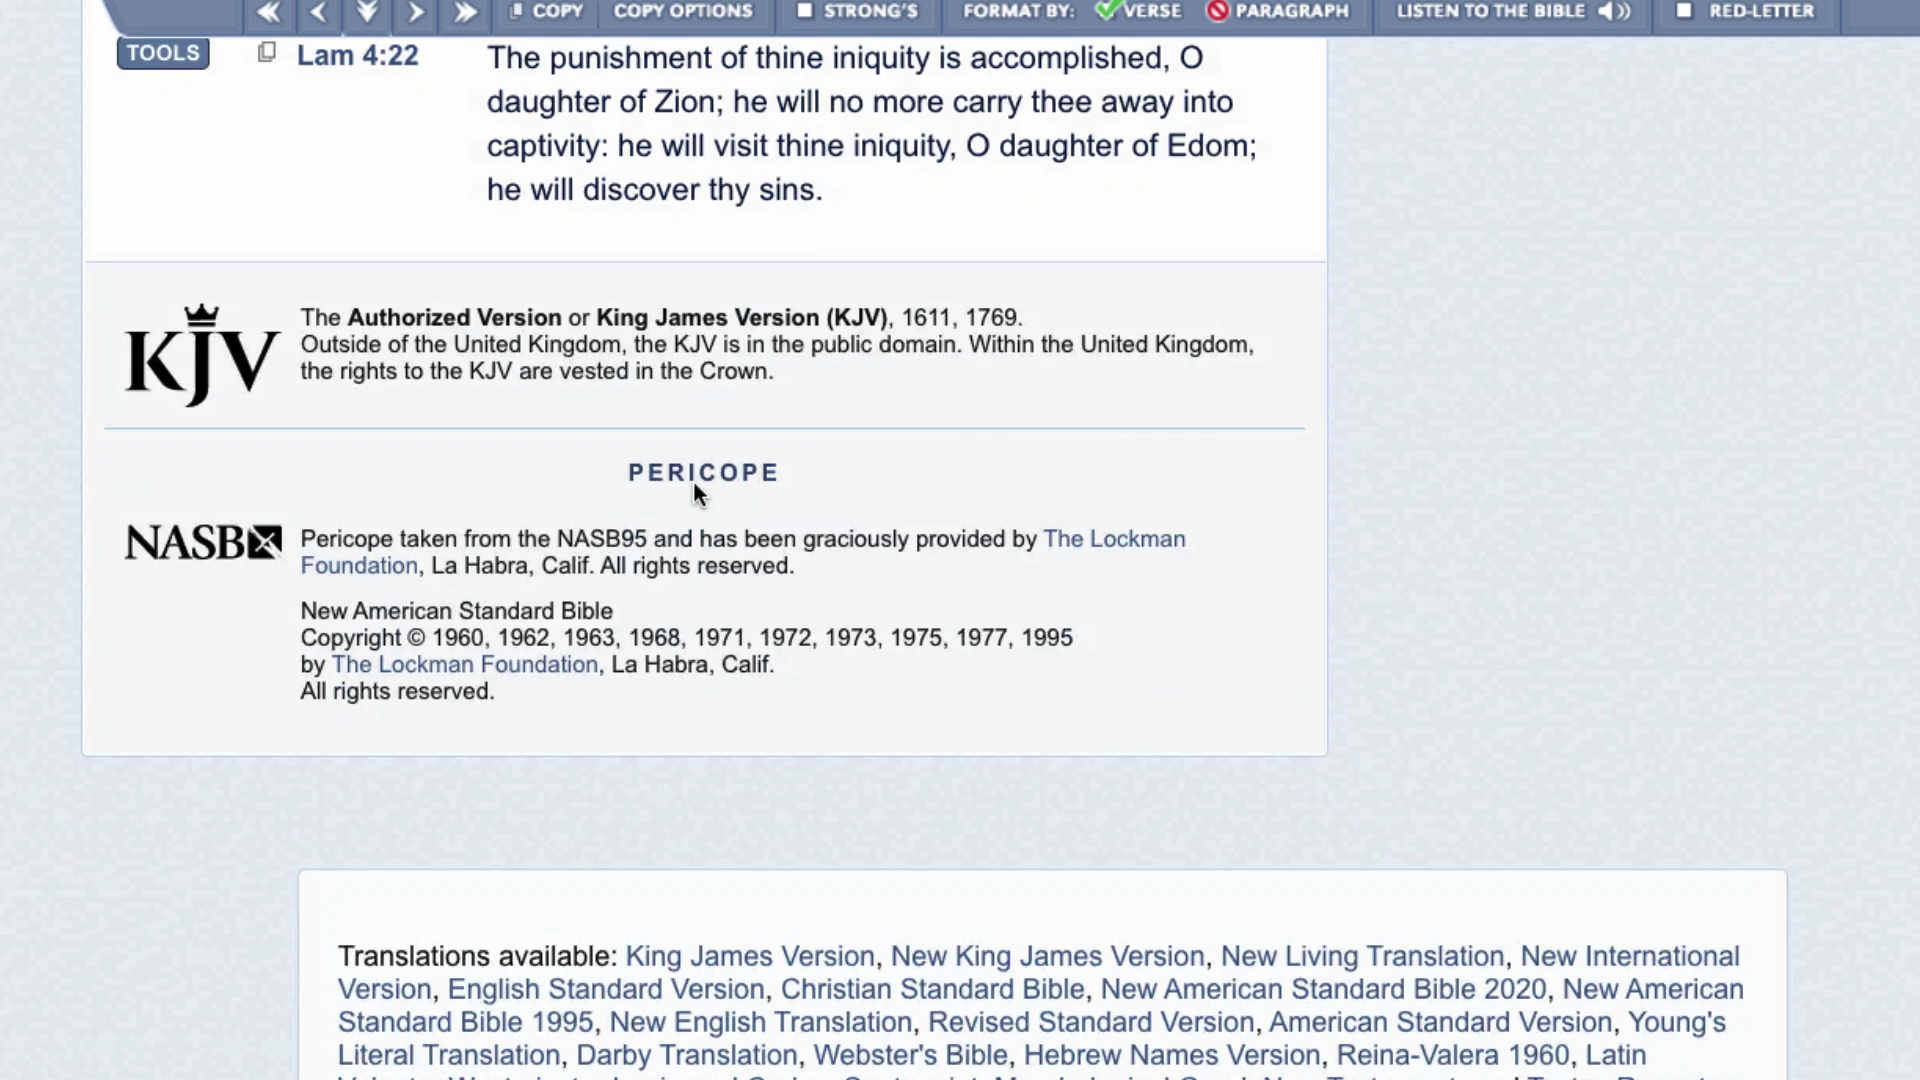 COPY COPY OPTIONS STRONG'S FORMAT BY: VERSE PARAGRAPH LISTEN TO THE BIBLE RED-LETTER
TOOLS Lam 4:22 The punishment of thine iniquity is accomplished, O
daughter of Zion; he will no more carry thee away into
captivity: he will visit thine iniquity, O daughter of Edom;
he will discover thy sins.
KJV
The Authorized Version or King James Version (KJV), 1611, 1769.
Outside of the United Kingdom, the KJV is in the public domain. Within the United Kingdom,
the rights to the KJV are vested in the Crown.
PERICOPE
NASB
Pericope taken from the NASB95 and has been graciously provided by The Lockman
Foundation, La Habra, Calif. All rights reserved.
New American Standard Bible
Copyright © 1960, 1962, 1963, 1968, 1971, 1972, 1973, 1975, 1977, 1995
by The Lockman Foundation, La Habra, Calif.
All rights reserved.
Translations available: King James Version, New King James Version, New Living Translation, New International
Version, English Standard Version, Christian Standard Bible, New American Standard Bible 2020, New American
Standard Bible 1995, New English Translation, Revised Standard Version, American Standard Version, Young's
Literal Translation, Darby Translation, Webster's Bible, Hebrew Names Version, Reina-Valera 1960, Latin